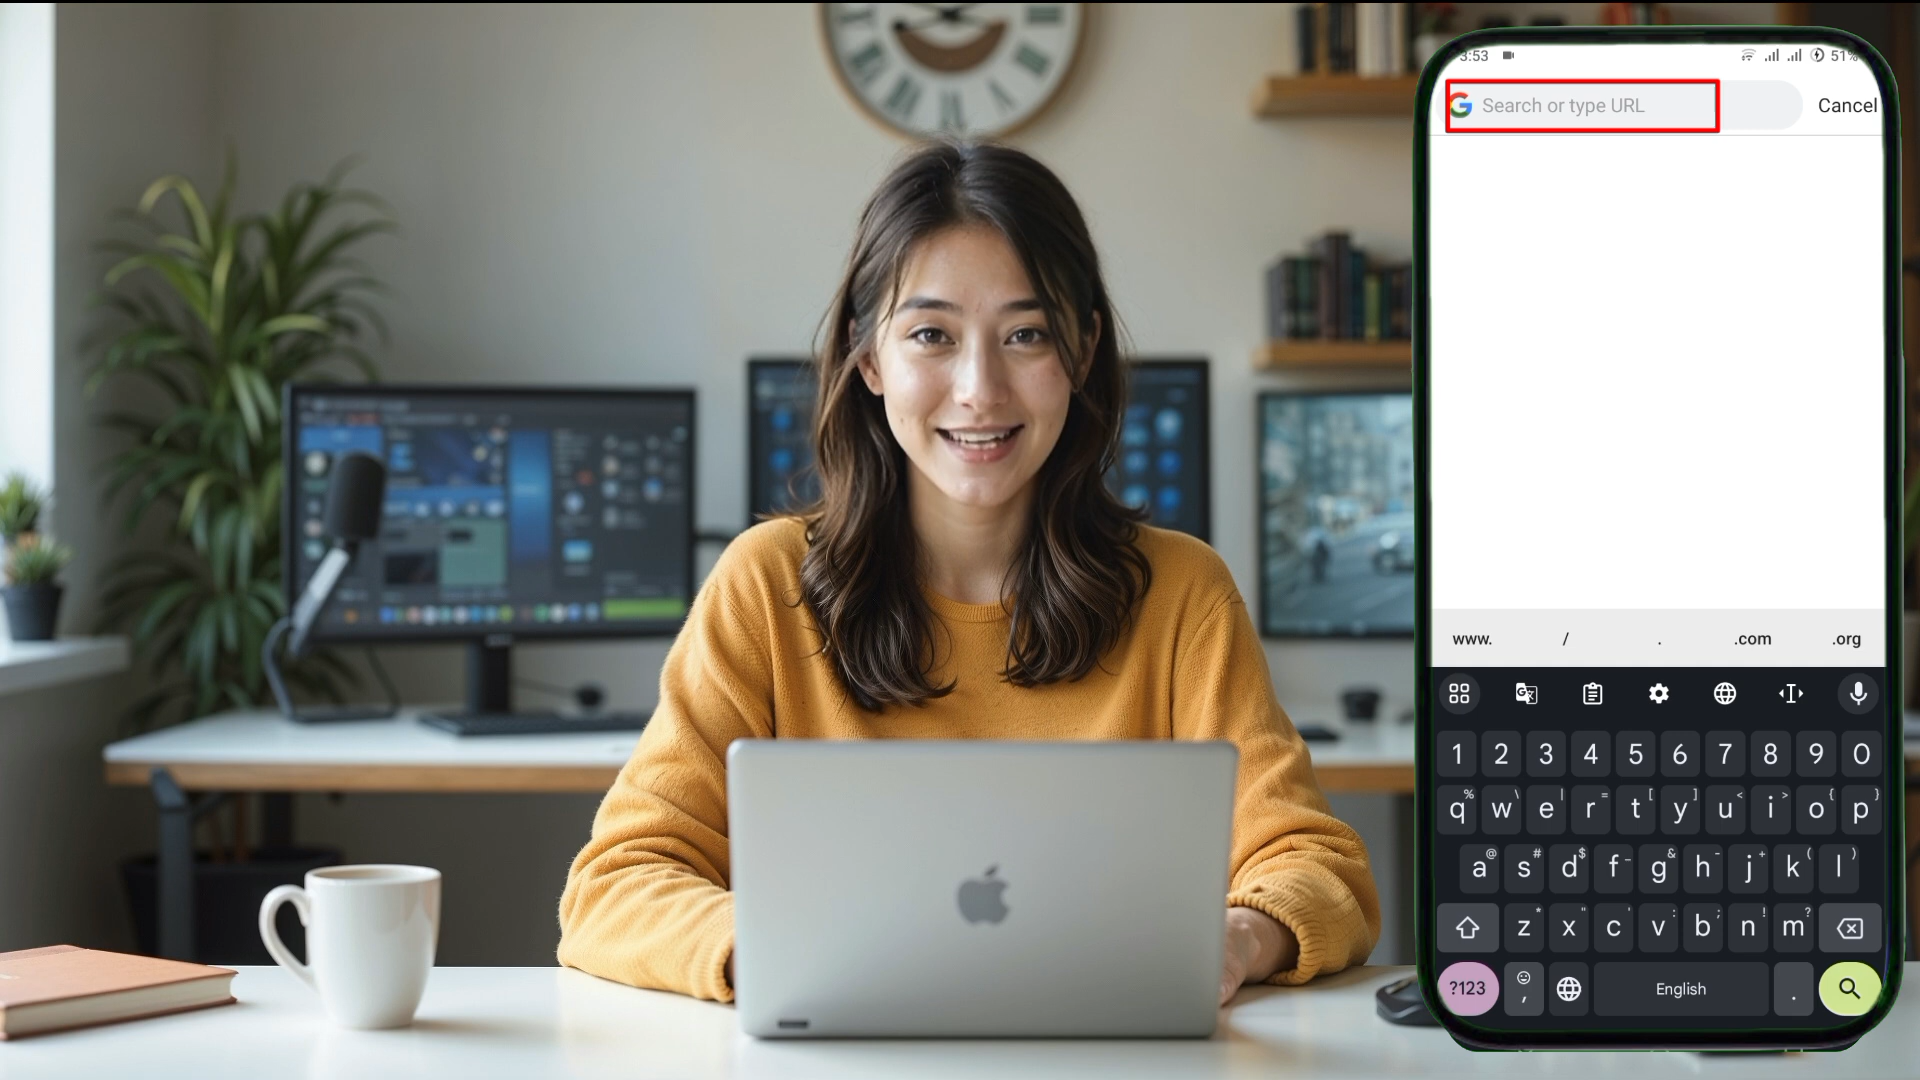 3:53 51%
Search or type URL Cancel
www. / . .com .org
1 2 3 4 5 6 7 8 9 0
q% w\ e| r= t[ y] u< i> o{ p}
a@ s# d$ f- g& h- j+ k( l)
z* x" c' v: b; n! m?
?123 , English .